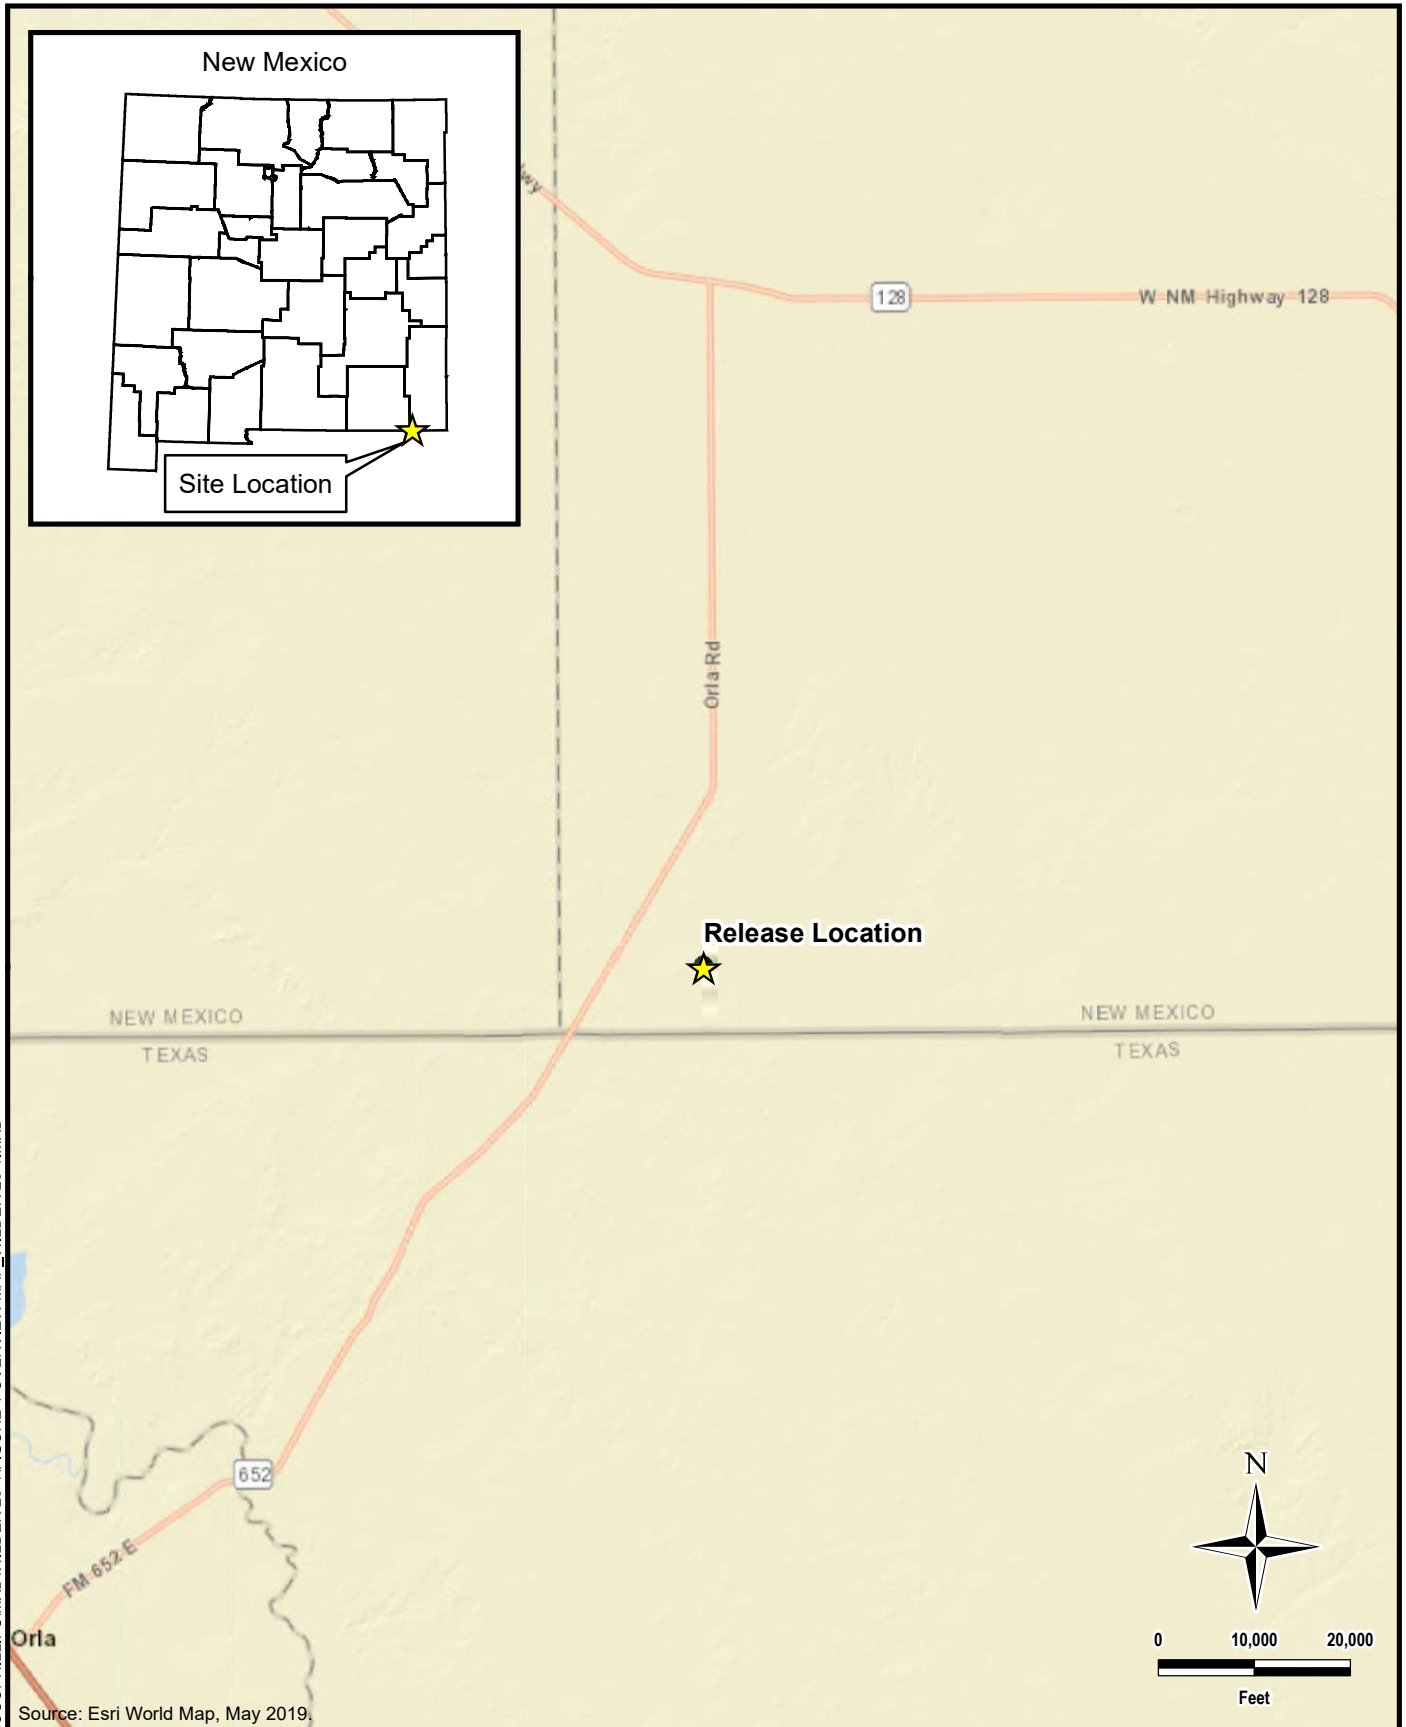 New Mexico
Site Location
128
W NM Highway 128
Orla Rd
Release Location
NEW MEXICO
NEW MEXICO
TEXAS
TEXAS
652
FM 652 E
Orla
N
0 10,000 20,000
Feet
Source: Esri World Map, May 2019.